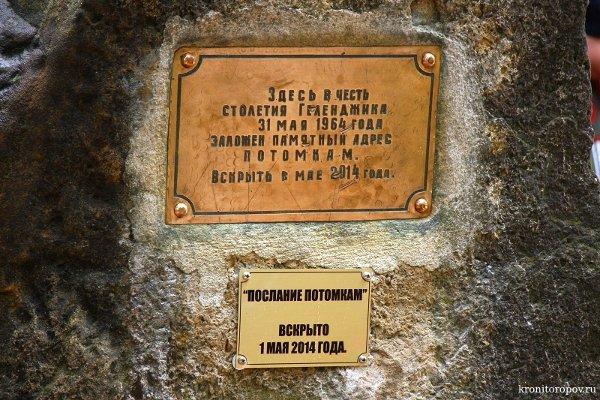 Здесь в честь
столетия Геленджика
31 мая 1964 года
заложен памятный адрес
потомкам.
Вскрыть в мае 2014 года.
"ПОСЛАНИЕ ПОТОМКАМ"
ВСКРЫТО
1 МАЯ 2014 ГОДА.
kronitoropov.ru